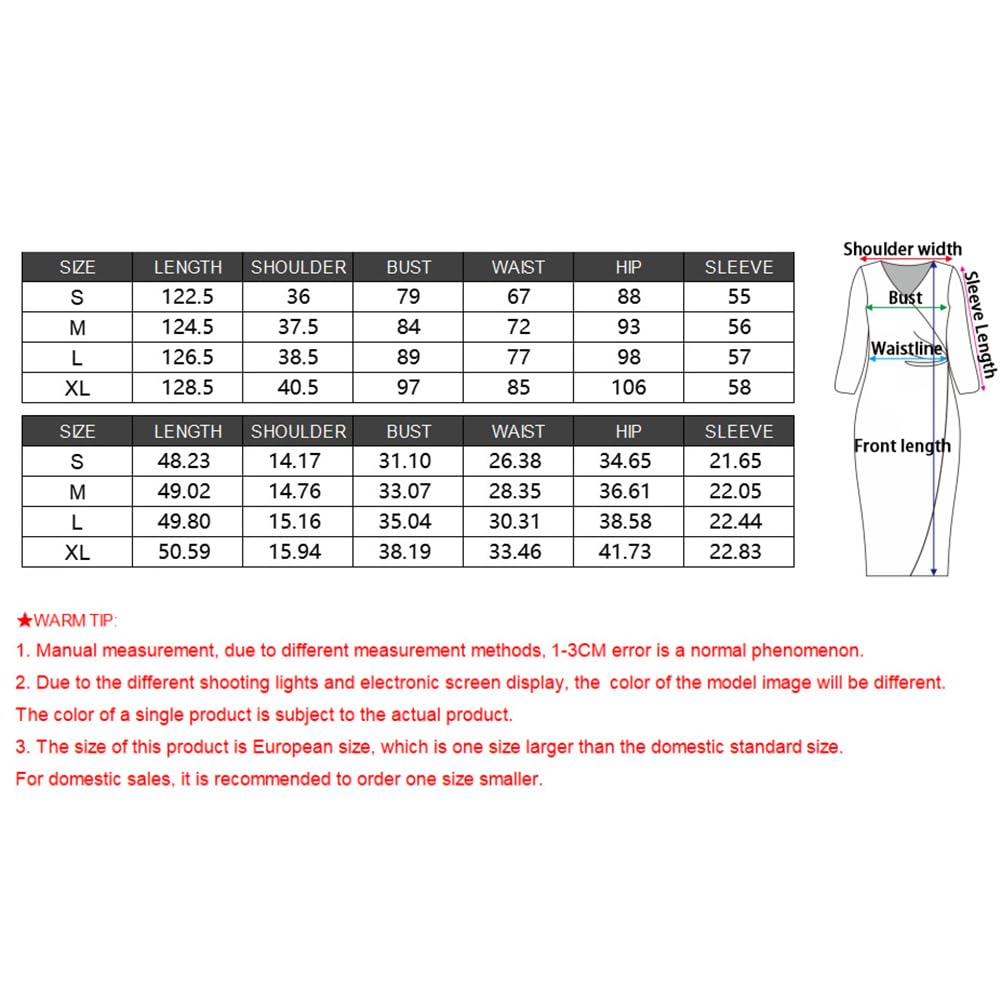 SIZE LENGTH SHOULDER BUST WAIST HIP SLEEVE
S 122.5 36 79 67 88 55
M 124.5 37.5 84 72 93 56
L 126.5 38.5 89 77 98 57
XL 128.5 40.5 97 85 106 58
SIZE LENGTH SHOULDER BUST WAIST HIP SLEEVE
S 48.23 14.17 31.10 26.38 34.65 21.65
M 49.02 14.76 33.07 28.35 36.61 22.05
L 49.80 15.16 35.04 30.31 38.58 22.44
XL 50.59 15.94 38.19 33.46 41.73 22.83
Shoulder width
Bust
Sleeve Length
Waistline
Front length
★WARM TIP:
1. Manual measurement, due to different measurement methods, 1-3CM error is a normal phenomenon.
2. Due to the different shooting lights and electronic screen display, the color of the model image will be different.
The color of a single product is subject to the actual product.
3. The size of this product is European size, which is one size larger than the domestic standard size.
For domestic sales, it is recommended to order one size smaller.